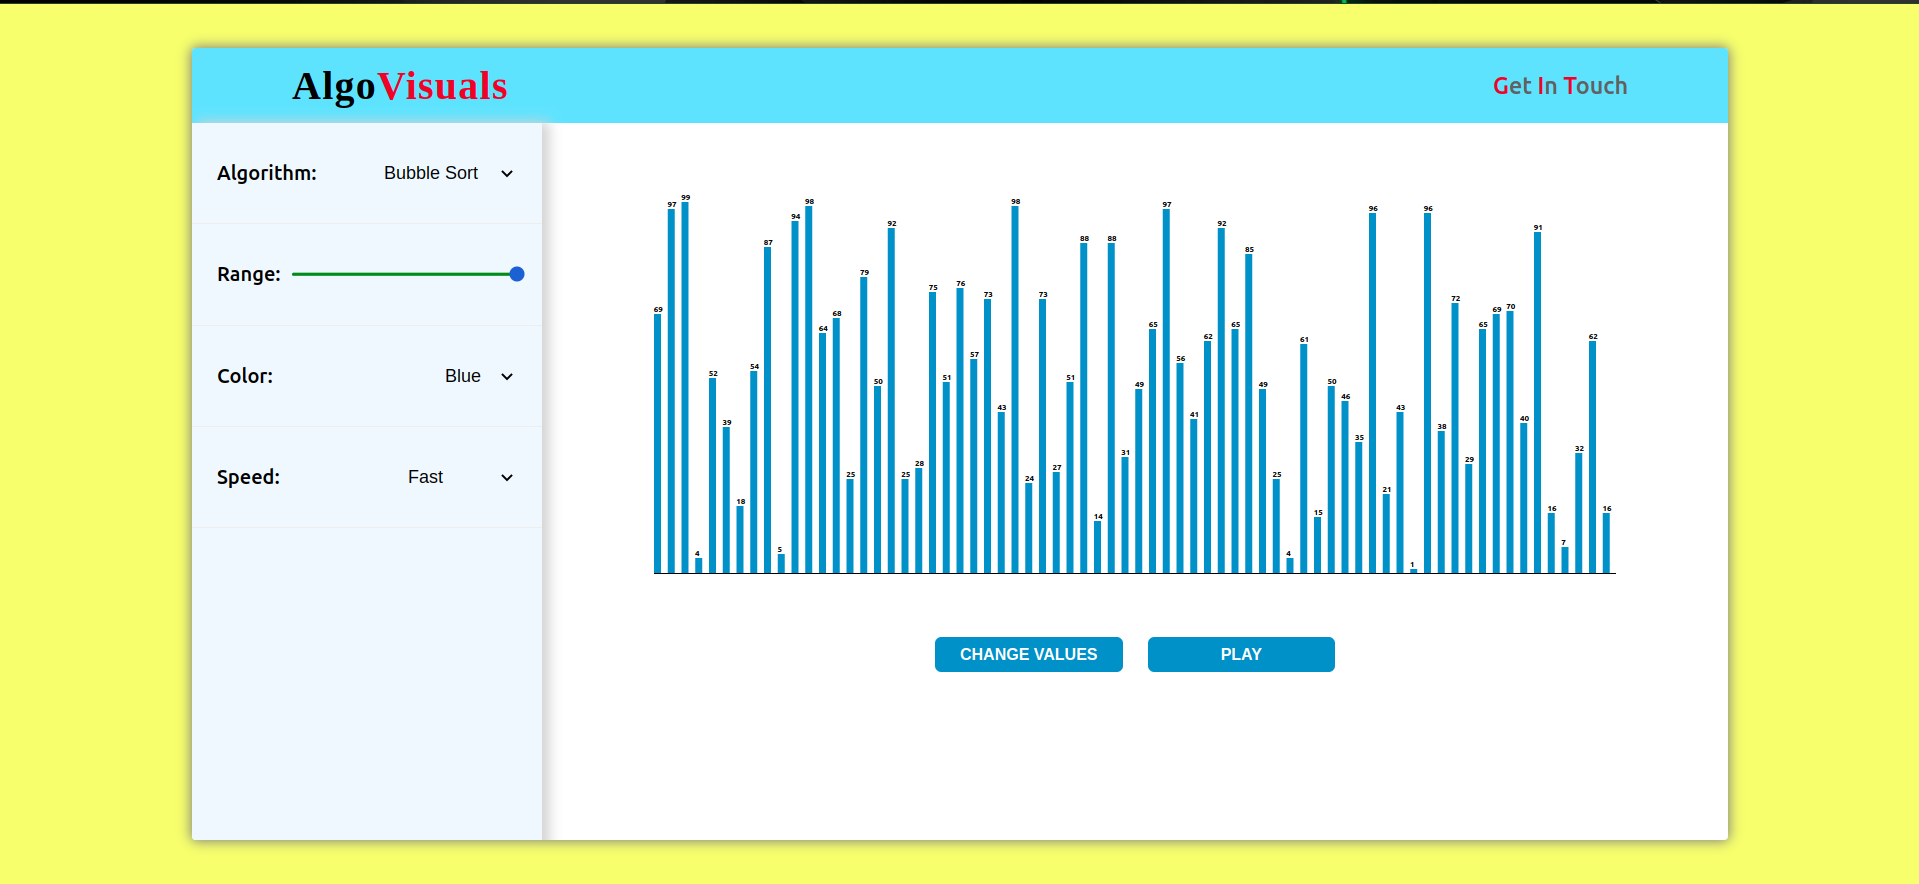 AlgoVisuals
Get In Touch
Algorithm: Bubble Sort
Range:
Color: Blue
Speed: Fast
69 97 99 4 52 39 18 54 87 5 94 98 64 68 25 79 50 92 25 28 75 51 76 57 73 43 98 24 73 27 51 88 14 88 31 49 65 97 56 41 62 92 65 85 49 25 4 61 15 50 46 35 96 21 43 1 96 38 72 29 65 69 70 40 91 16 7 32 62 16
CHANGE VALUES
PLAY